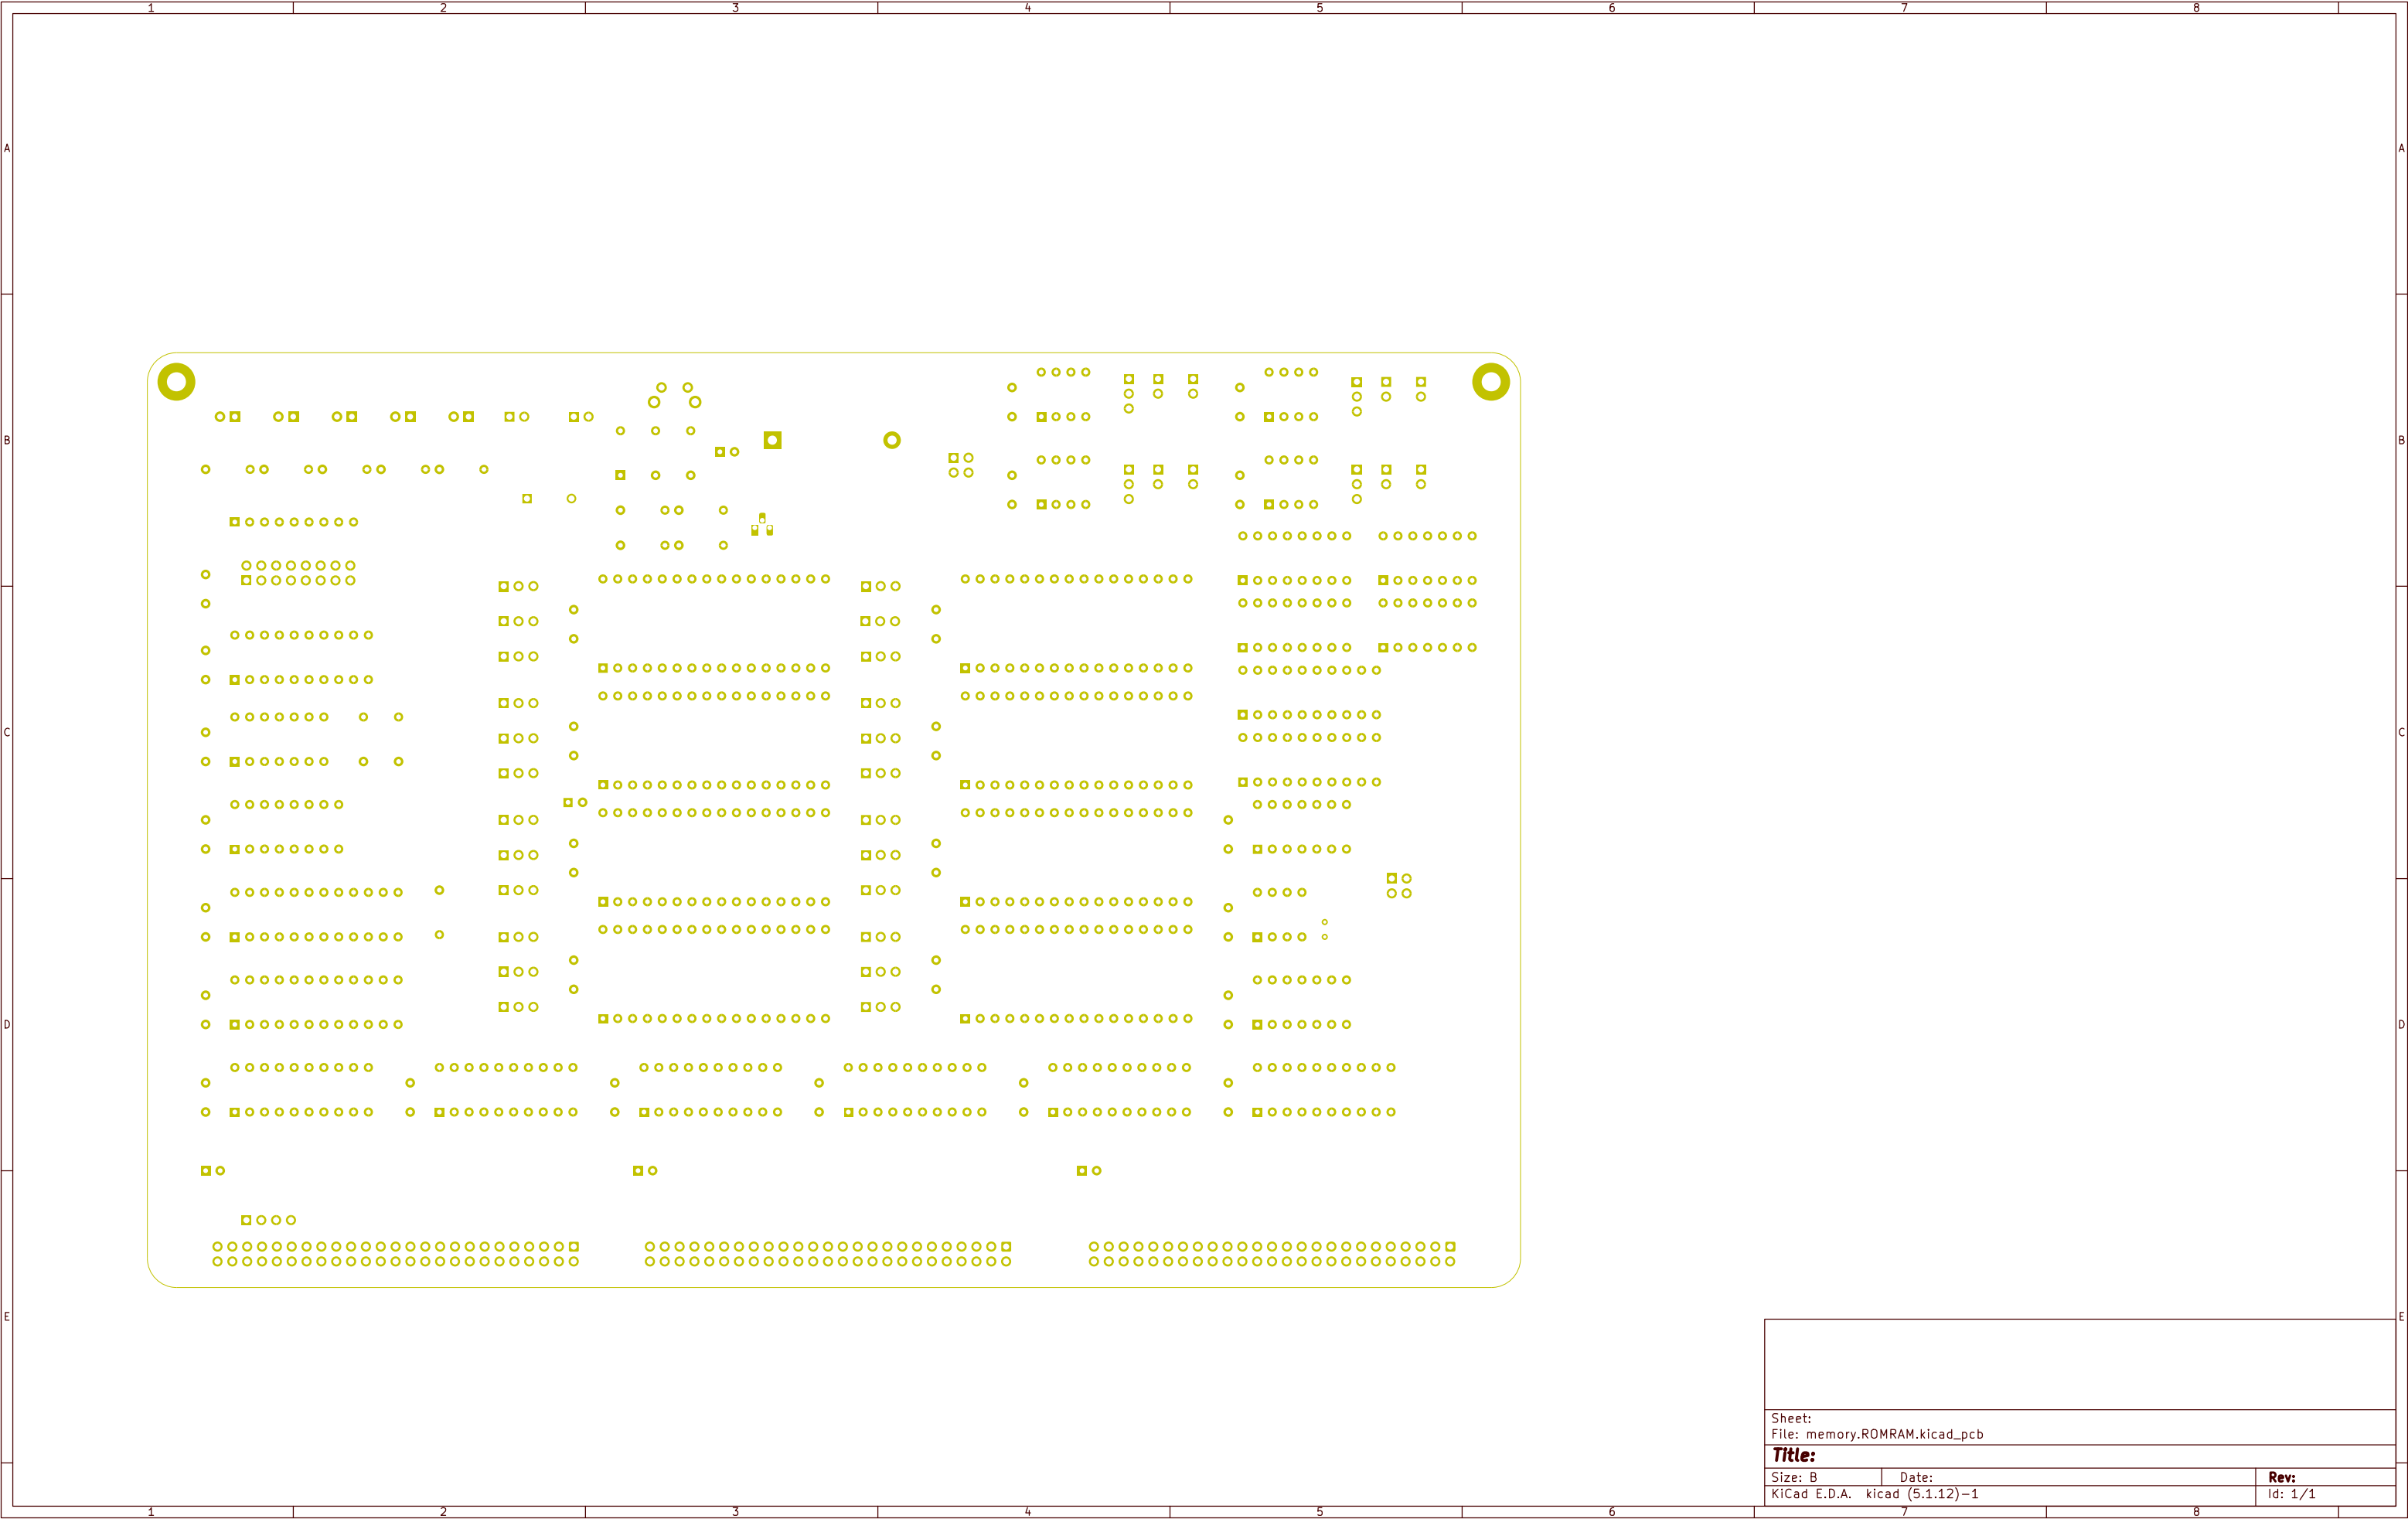 1 2 3 4 5 6 7 8
A A
B B
C C
D D
E E
Sheet:
File: memory.ROMRAM.kicad_pcb
Title:
Size: B Date: Rev:
KiCad E.D.A. kicad (5.1.12)-1 Id: 1/1
1 2 3 4 5 6 7 8